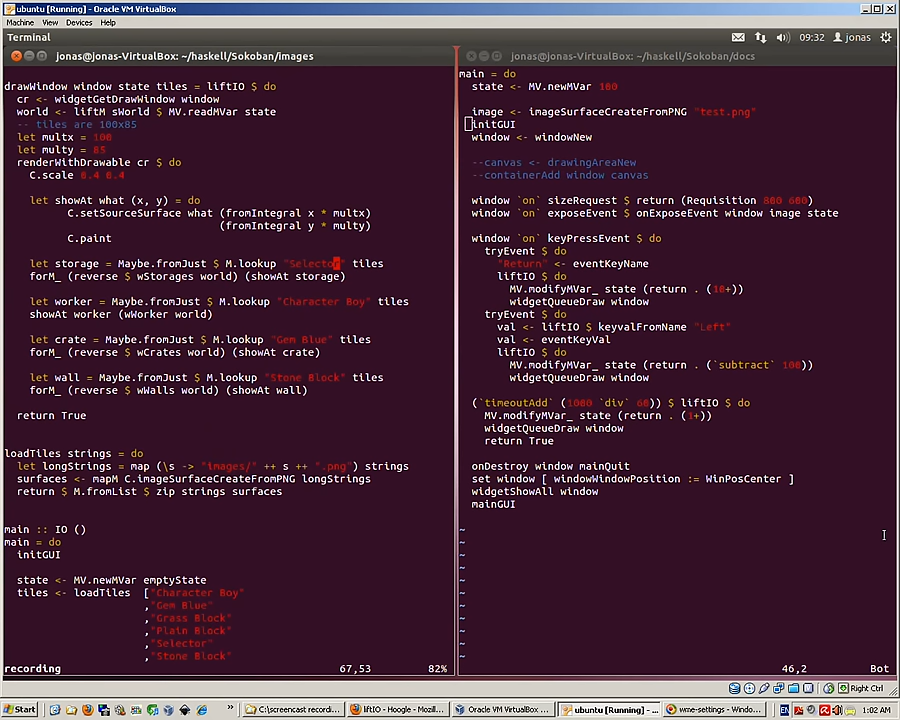 ubuntu [Running] - Oracle VM VirtualBox
Machine View Devices Help
Terminal
09:32
jonas
jonas@jonas-VirtualBox: ~/haskell/Sokoban/images
drawWindow window state tiles = liftIO $ do
  cr <- widgetGetDrawWindow window
  world <- liftM sWorld $ MV.readMVar state
  -- tiles are 100x85
  let multx = 100
  let multy = 85
  renderWithDrawable cr $ do
    C.scale 0.4 0.4
    let showAt what (x, y) = do
          C.setSourceSurface what (fromIntegral x * multx)
                                  (fromIntegral y * multy)
          C.paint
    let storage = Maybe.fromJust $ M.lookup "Selector" tiles
    forM_ (reverse $ wStorages world) (showAt storage)
    let worker = Maybe.fromJust $ M.lookup "Character Boy" tiles
    showAt worker (wWorker world)
    let crate = Maybe.fromJust $ M.lookup "Gem Blue" tiles
    forM_ (reverse $ wCrates world) (showAt crate)
    let wall = Maybe.fromJust $ M.lookup "Stone Block" tiles
    forM_ (reverse $ wWalls world) (showAt wall)
  return True
loadTiles strings = do
  let longStrings = map (\s -> "images/" ++ s ++ ".png") strings
  surfaces <- mapM C.imageSurfaceCreateFromPNG longStrings
  return $ M.fromList $ zip strings surfaces
main :: IO ()
main = do
  initGUI
  state <- MV.newMVar emptyState
  tiles <- loadTiles ["Character Boy"
                      ,"Gem Blue"
                      ,"Grass Block"
                      ,"Plain Block"
                      ,"Selector"
                      ,"Stone Block"
recording 67,53 82%
jonas@jonas-VirtualBox: ~/haskell/Sokoban/docs
main = do
  state <- MV.newMVar 100
  image <- imageSurfaceCreateFromPNG "test.png"
  initGUI
  window <- windowNew
  --canvas <- drawingAreaNew
  --containerAdd window canvas
  window `on` sizeRequest $ return (Requisition 800 600)
  window `on` exposeEvent $ onExposeEvent window image state
  window `on` keyPressEvent $ do
    tryEvent $ do
      "Return" <- eventKeyName
      liftIO $ do
        MV.modifyMVar_ state (return . (10+))
        widgetQueueDraw window
    tryEvent $ do
      val <- liftIO $ keyvalFromName "Left"
      val <- eventKeyVal
      liftIO $ do
        MV.modifyMVar_ state (return . (`subtract` 100))
        widgetQueueDraw window
  (`timeoutAdd` (1000 `div` 60)) $ liftIO $ do
    MV.modifyMVar_ state (return . (1+))
    widgetQueueDraw window
    return True
  onDestroy window mainQuit
  set window [ windowWindowPosition := WinPosCenter ]
  widgetShowAll window
  mainGUI
~
~
~
~
~
~
~
~
~
~
~
46,2 Bot
Right Ctrl
Start
C:\screencast recordi...
liftIO - Hoogle - Mozill...
Oracle VM VirtualBox ...
ubuntu [Running] - ...
wme-settings - Windo...
EN
1:02 AM